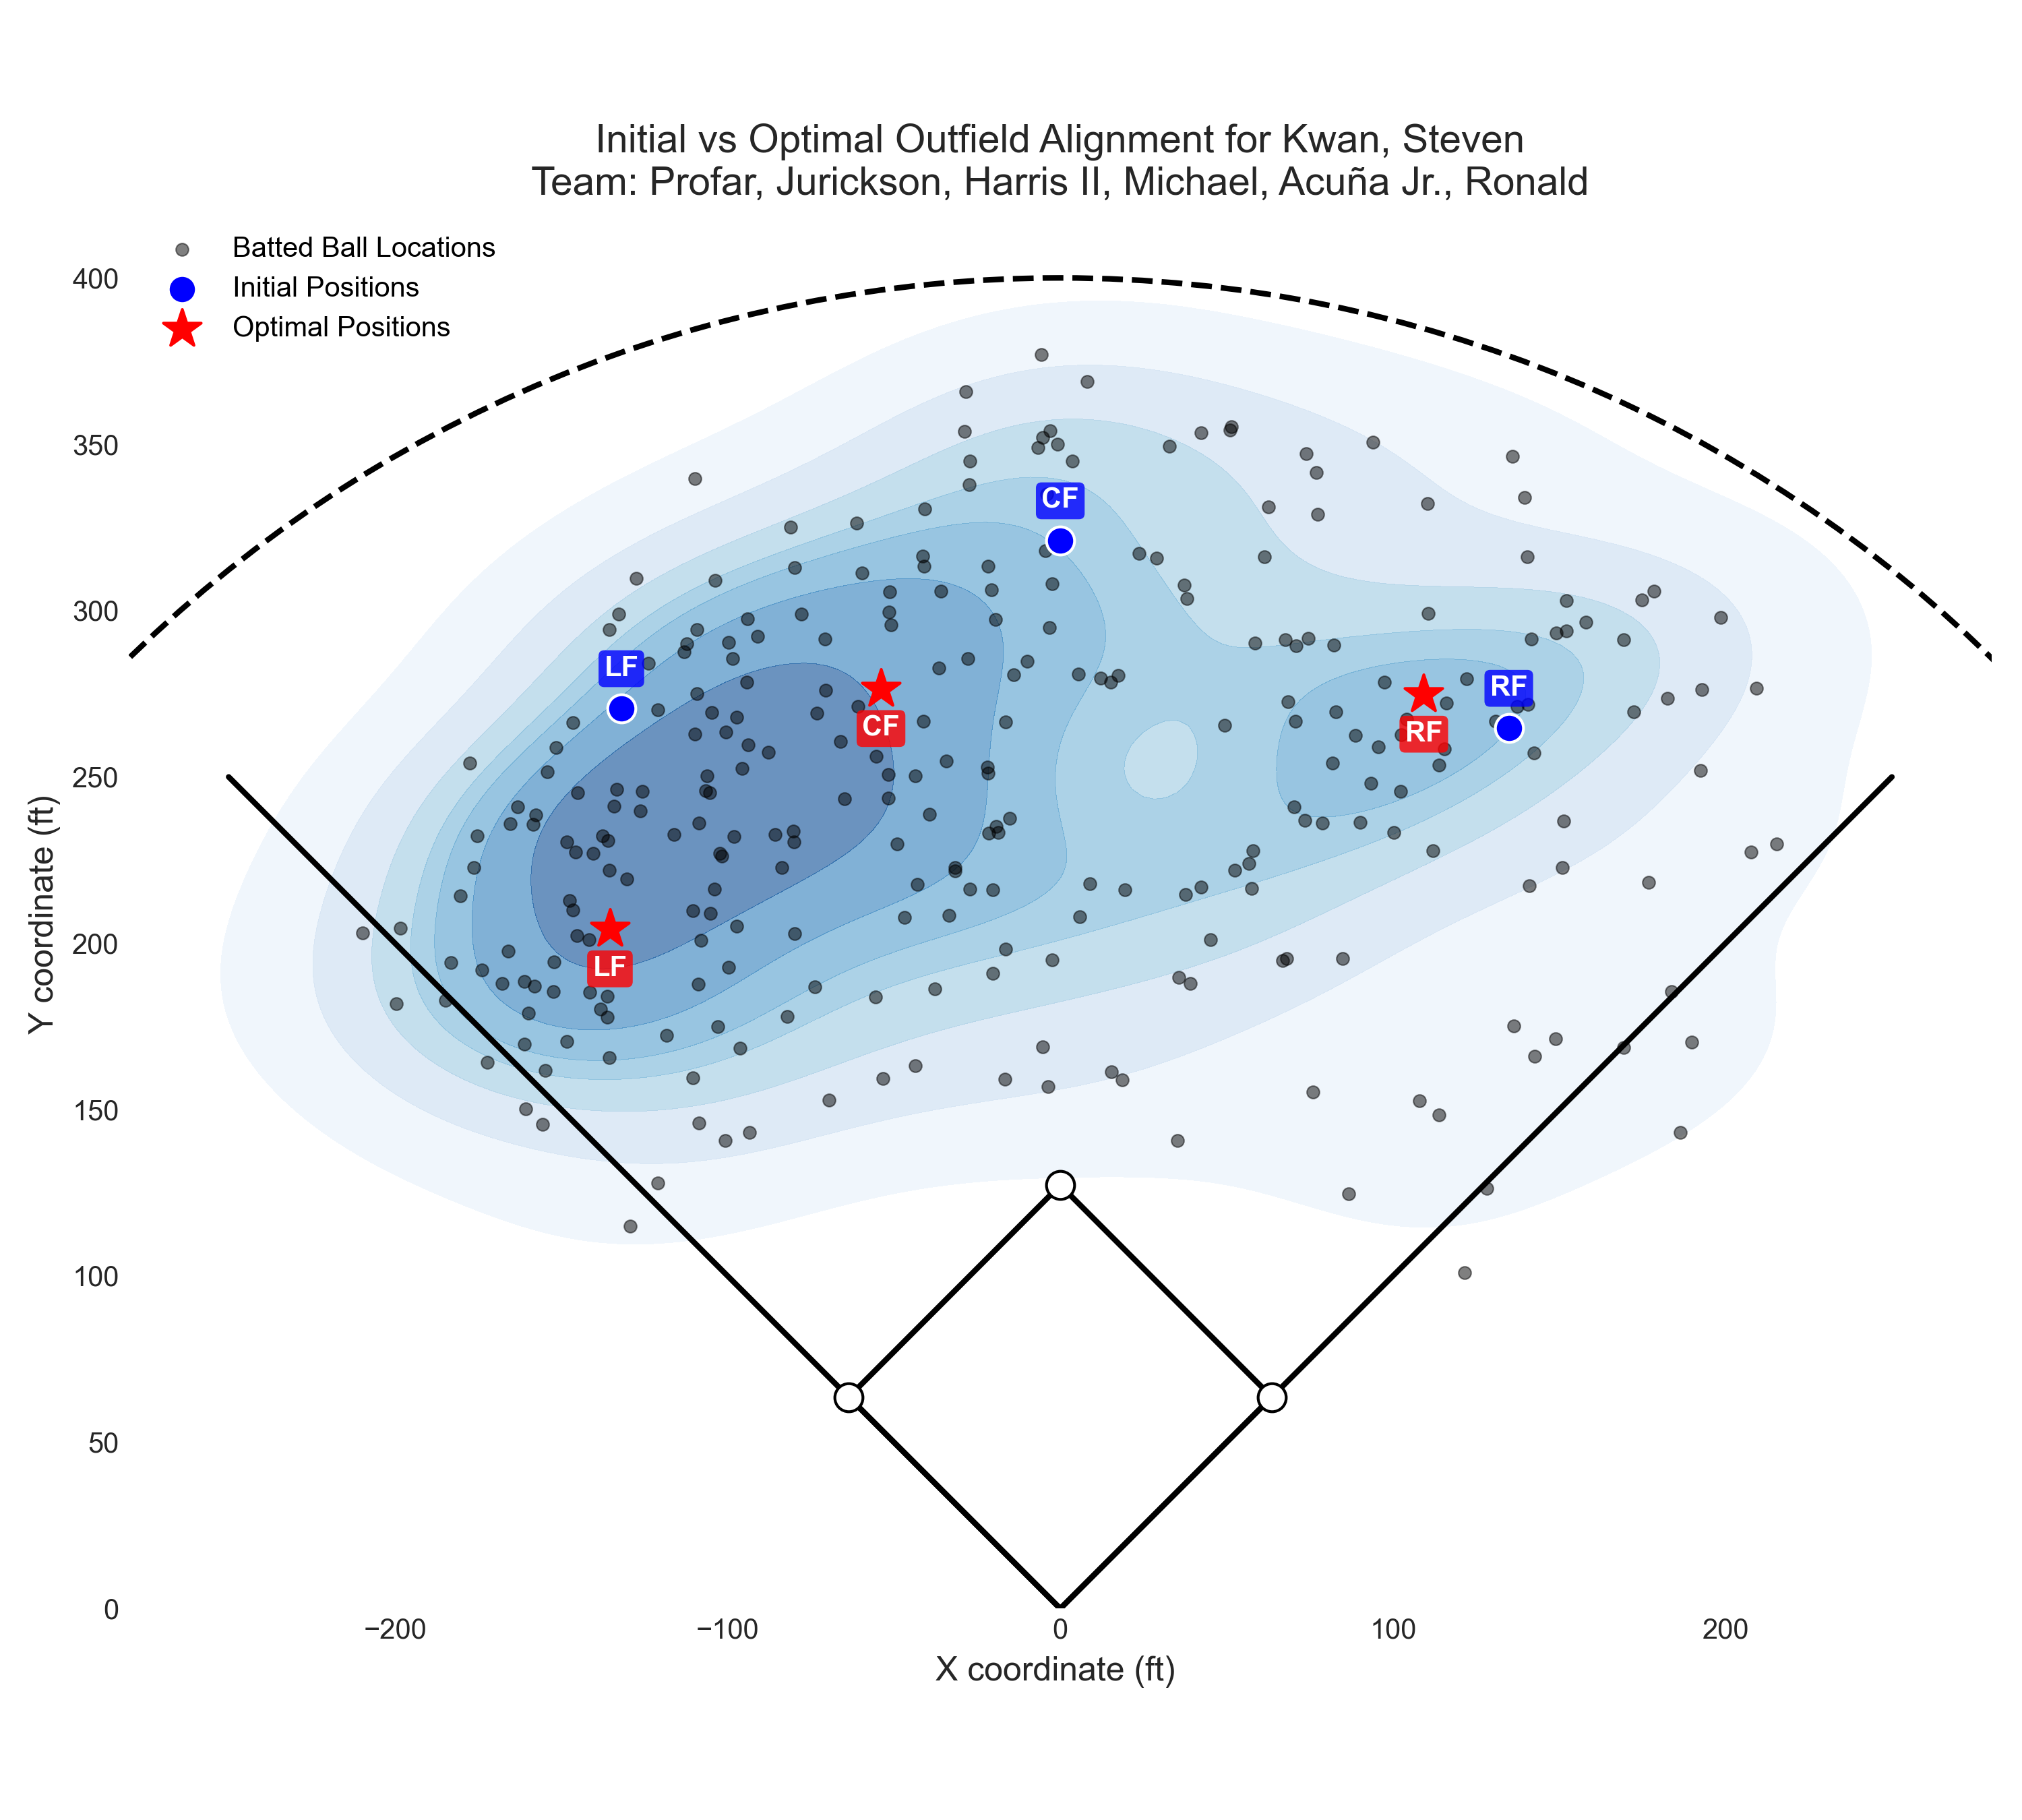 Initial vs Optimal Outfield Alignment for Kwan, Steven
Team: Profar, Jurickson, Harris II, Michael, Acuña Jr., Ronald
Batted Ball Locations
Initial Positions
Optimal Positions
400
350
300
250
200
150
100
50
0
Y coordinate (ft)
CF
LF
RF
CF
RF
LF
−200
−100
0
100
200
X coordinate (ft)